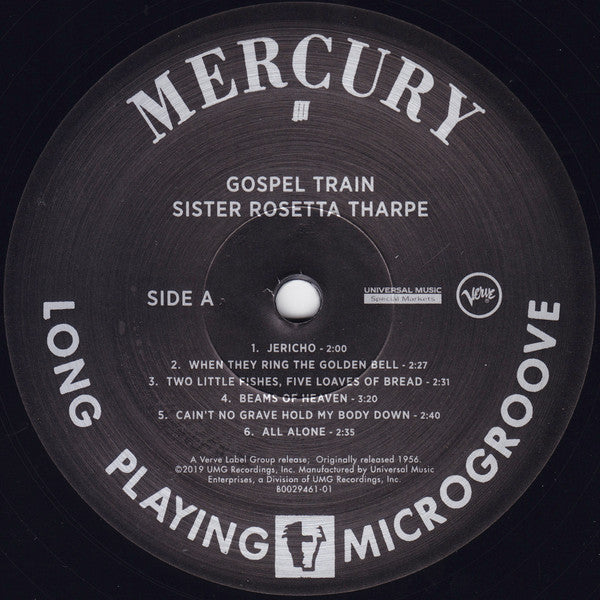 MERCURY
GOSPEL TRAIN
SISTER ROSETTA THARPE
SIDE A
UNIVERSAL MUSIC
Special Markets
Verve
1. JERICHO - 2:00
2. WHEN THEY RING THE GOLDEN BELL - 2:27
3. TWO LITTLE FISHES, FIVE LOAVES OF BREAD - 2:31
4. BEAMS OF HEAVEN - 3:20
5. CAIN'T NO GRAVE HOLD MY BODY DOWN - 2:40
6. ALL ALONE - 2:35
A Verve Label Group release; Originally released 1956.
©2019 UMG Recordings, Inc. Manufactured by Universal Music
Enterprises, a Division of UMG Recordings, Inc.
B0029461-01
LONG PLAYING MICROGROOVE